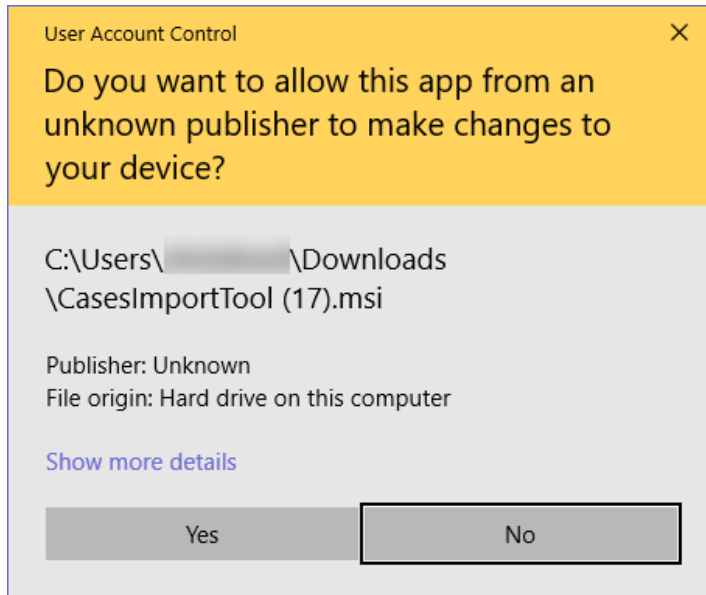 User Account Control
Do you want to allow this app from an
unknown publisher to make changes to
your device?
C:\Users\ \Downloads
\CasesImportTool (17).msi
Publisher: Unknown
File origin: Hard drive on this computer
Show more details
Yes
No